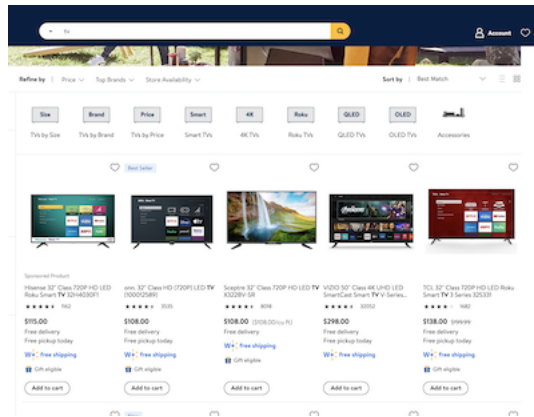 tv
Account
Refine by | Price Top Brands Store Availability
Sort by | Best Match
Size Brand Price Smart 4K Roku QLED OLED
TVs by Size TVs by Brand TVs by Price Smart TVs 4K TVs Roku TVs QLED TVs OLED TVs Accessories
Best Seller
Sponsored Product
Hisense 32" Class 720P HD LED
Roku Smart TV 32H4030F1
1162
$115.00
Free delivery
Free pickup today
W+ free shipping
Gift eligible
Add to cart
onn. 32" Class HD (720P) LED TV
(100012589)
3535
$108.00
Free delivery
Free pickup today
W+ free shipping
Gift eligible
Add to cart
Sceptre 32" Class 720P HD LED TV
X322BV-SR
8098
$108.00
Free delivery
W+ free shipping
Gift eligible
Add to cart
VIZIO 50" Class 4K UHD LED
SmartCast Smart TV V-Series...
32052
$298.00
Free delivery
Free pickup today
W+ free shipping
Add to cart
TCL 32" Class 720P HD LED Roku
Smart TV 3 Series 32S331
1682
$138.00
Free delivery
Free pickup today
W+ free shipping
Gift eligible
Add to cart